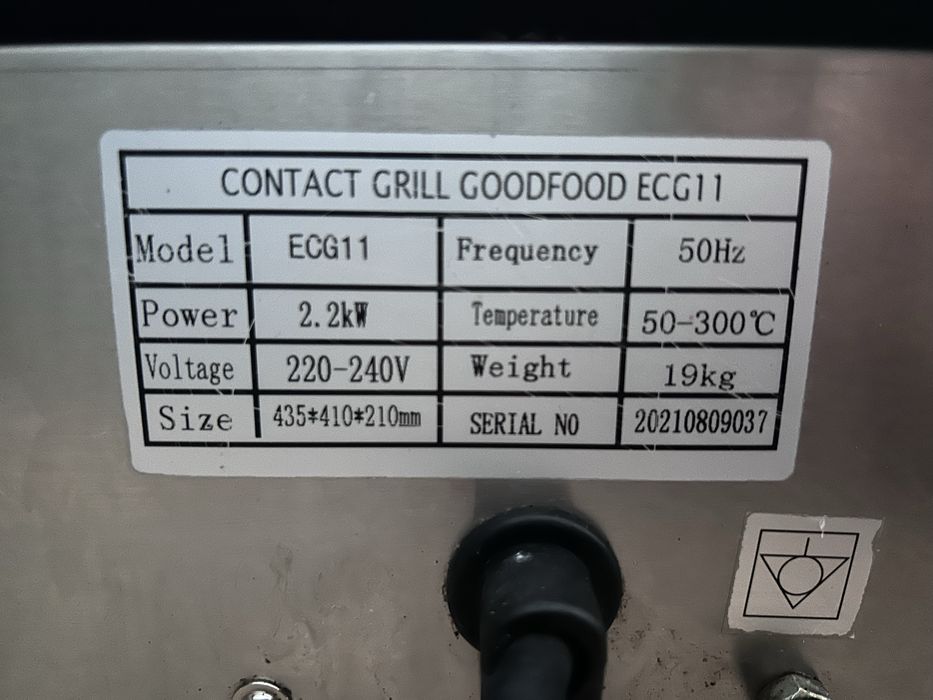 CONTACT GRILL GOODFOOD ECG11
Model ECG11 Frequency 50Hz
Power 2.2kW Temperature 50-300℃
Voltage 220-240V Weight 19kg
Size 435*410*210mm SERIAL NO 20210809037